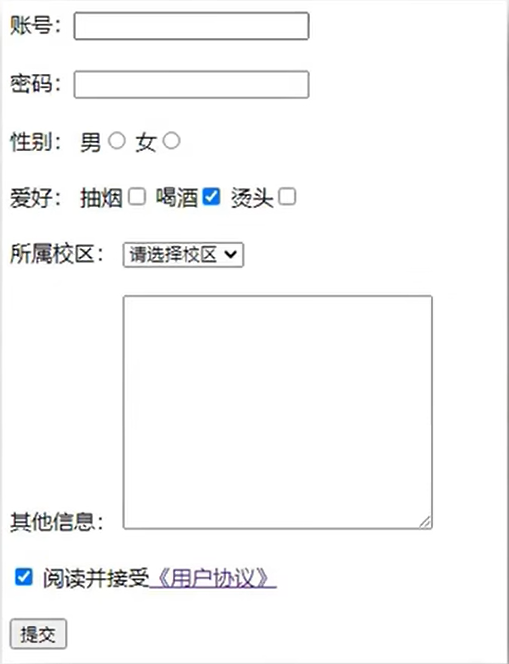 账号：
密码：
性别： 男 女
爱好： 抽烟 喝酒 烫头
所属校区： 请选择校区
其他信息：
阅读并接受《用户协议》
提交